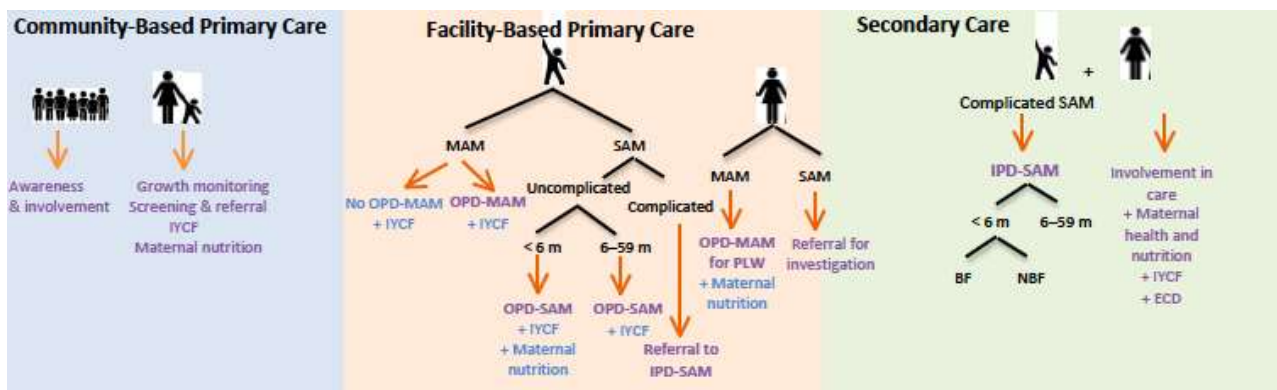 Community-Based Primary Care
Awareness
& involvement
Growth monitoring
Screening & referral
IYCF
Maternal nutrition
Facility-Based Primary Care
MAM
SAM
No OPD-MAM
+ IYCF
OPD-MAM
+ IYCF
Uncomplicated
Complicated
< 6 m
6–59 m
OPD-SAM
+ IYCF
+ Maternal
nutrition
OPD-SAM
+ IYCF
Referral to
IPD-SAM
MAM
SAM
OPD-MAM
for PLW
+ Maternal
nutrition
Referral for
investigation
Secondary Care
+
Complicated SAM
IPD-SAM
< 6 m
6–59 m
BF
NBF
Involvement in
care
+ Maternal
health and
nutrition
+ IYCF
+ ECD